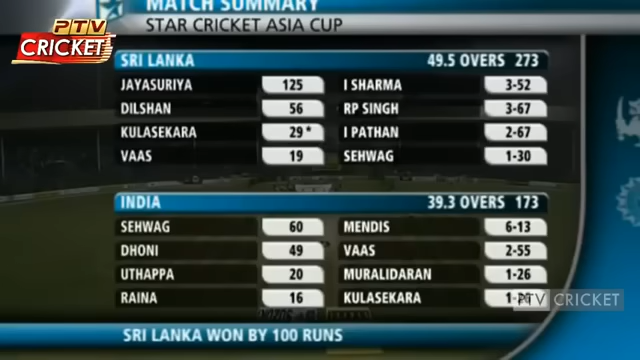 MATCH SUMMARY
STAR CRICKET ASIA CUP
PTV
CRICKET
SRI LANKA 49.5 OVERS 273
JAYASURIYA 125 I SHARMA 3-52
DILSHAN 56 RP SINGH 3-67
KULASEKARA 29* I PATHAN 2-67
VAAS 19 SEHWAG 1-30
INDIA 39.3 OVERS 173
SEHWAG 60 MENDIS 6-13
DHONI 49 VAAS 2-55
UTHAPPA 20 MURALIDARAN 1-26
RAINA 16 KULASEKARA
PTV CRICKET
SRI LANKA WON BY 100 RUNS